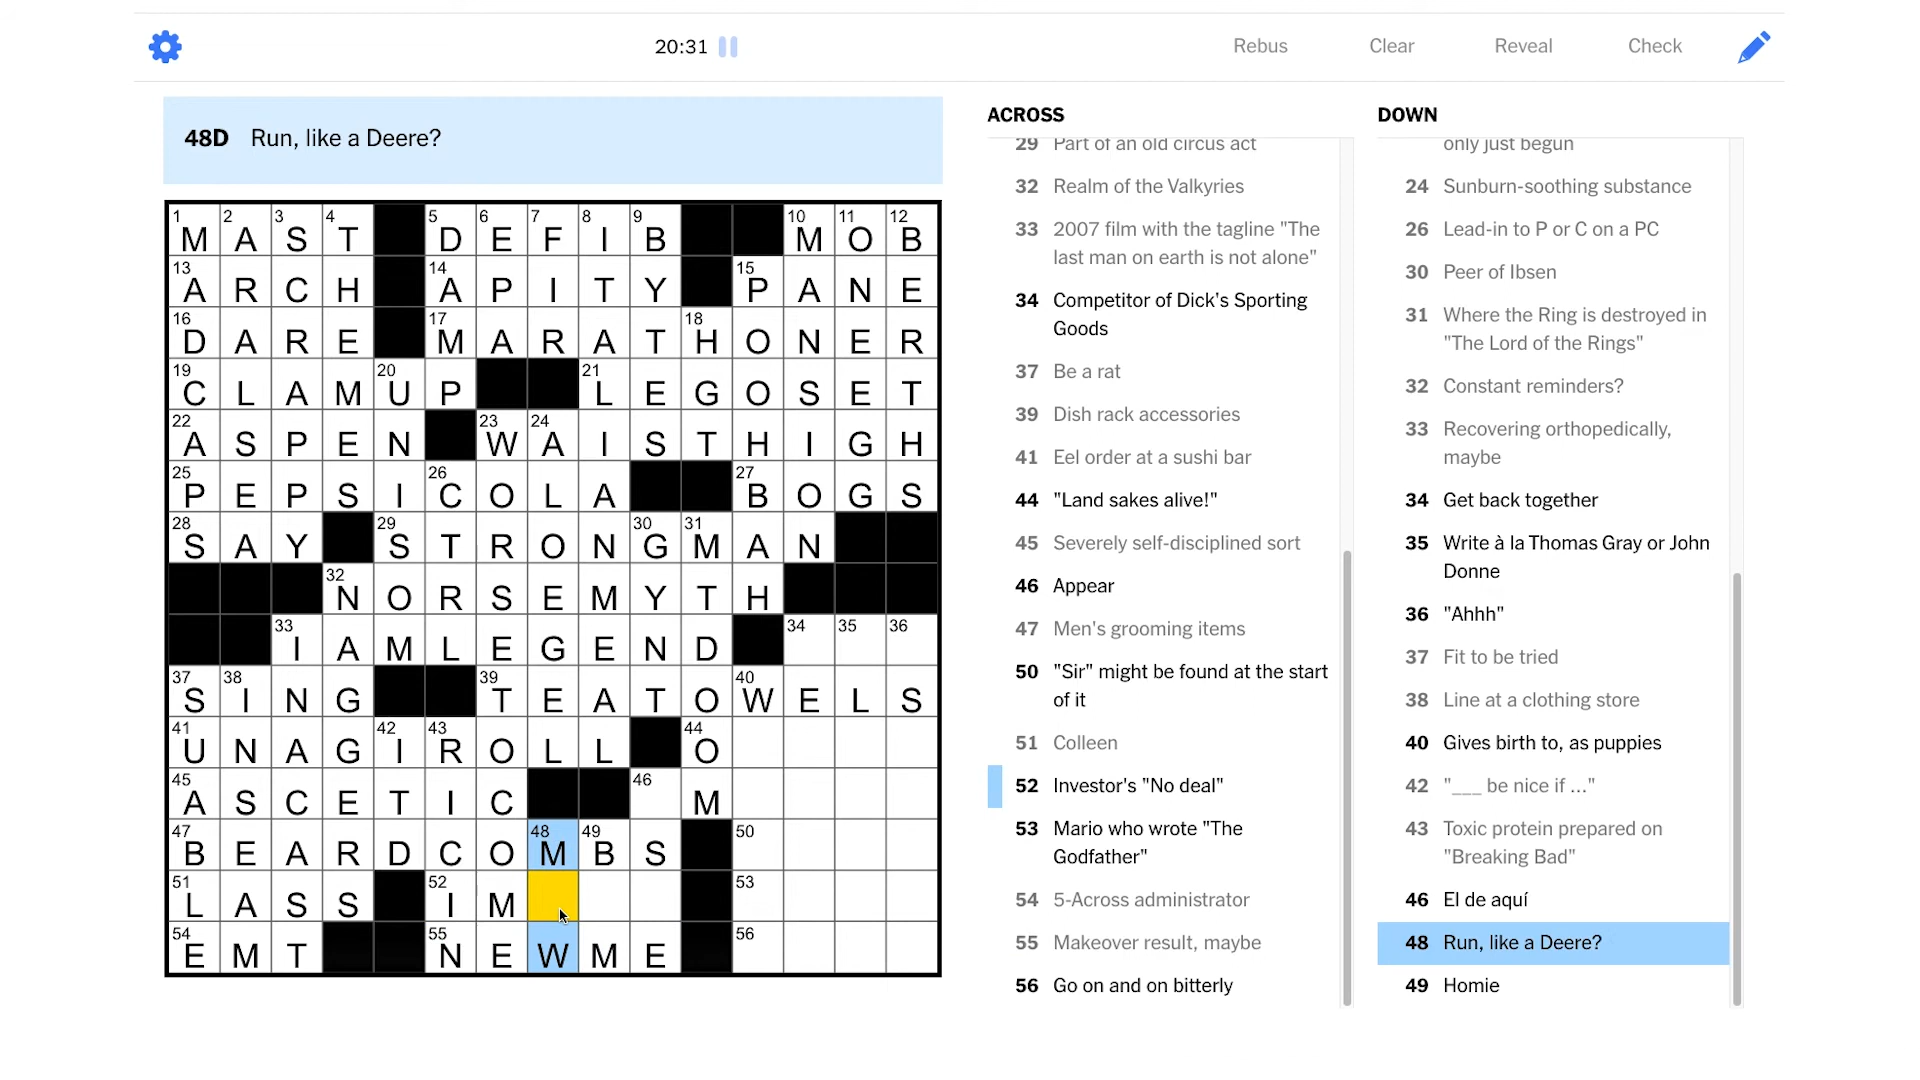 20:31
Rebus
Clear
Reveal
Check
48D Run, like a Deere?
1 2 3 4 5 6 7 8 9 10 11 12
M A S T D E F I B M O B
13 14 15
A R C H A P I T Y P A N E
16 17 18
D A R E M A R A T H O N E R
19 20 21
C L A M U P L E G O S E T
22 23 24
A S P E N W A I S T H I G H
25 26 27
P E P S I C O L A B O G S
28 29 30 31
S A Y S T R O N G M A N
32
N O R S E M Y T H
33 34 35 36
I A M L E G E N D
37 38 39 40
S I N G T E A T O W E L S
41 42 43 44
U N A G I R O L L O
45 46
A S C E T I C M
47 48 49 50
B E A R D C O M B S
51 52 53
L A S S I M
54 55 56
E M T N E W M E
ACROSS
29 Part of an old circus act
32 Realm of the Valkyries
33 2007 film with the tagline "The
last man on earth is not alone"
34 Competitor of Dick's Sporting
Goods
37 Be a rat
39 Dish rack accessories
41 Eel order at a sushi bar
44 "Land sakes alive!"
45 Severely self-disciplined sort
46 Appear
47 Men's grooming items
50 "Sir" might be found at the start
of it
51 Colleen
52 Investor's "No deal"
53 Mario who wrote "The
Godfather"
54 5-Across administrator
55 Makeover result, maybe
56 Go on and on bitterly
DOWN
only just begun
24 Sunburn-soothing substance
26 Lead-in to P or C on a PC
30 Peer of Ibsen
31 Where the Ring is destroyed in
"The Lord of the Rings"
32 Constant reminders?
33 Recovering orthopedically,
maybe
34 Get back together
35 Write à la Thomas Gray or John
Donne
36 "Ahhh"
37 Fit to be tried
38 Line at a clothing store
40 Gives birth to, as puppies
42 "___ be nice if ..."
43 Toxic protein prepared on
"Breaking Bad"
46 El de aquí
48 Run, like a Deere?
49 Homie